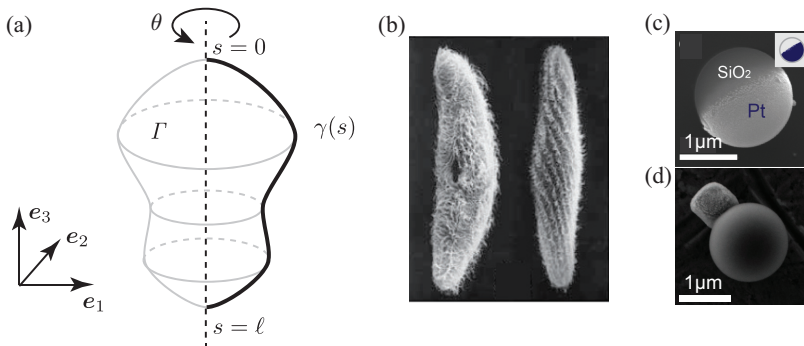 (a)
θ
s = 0
Γ
γ(s)
e₃
e₂
e₁
s = ℓ
(b)
(c)
SiO₂
Pt
1μm
(d)
1μm